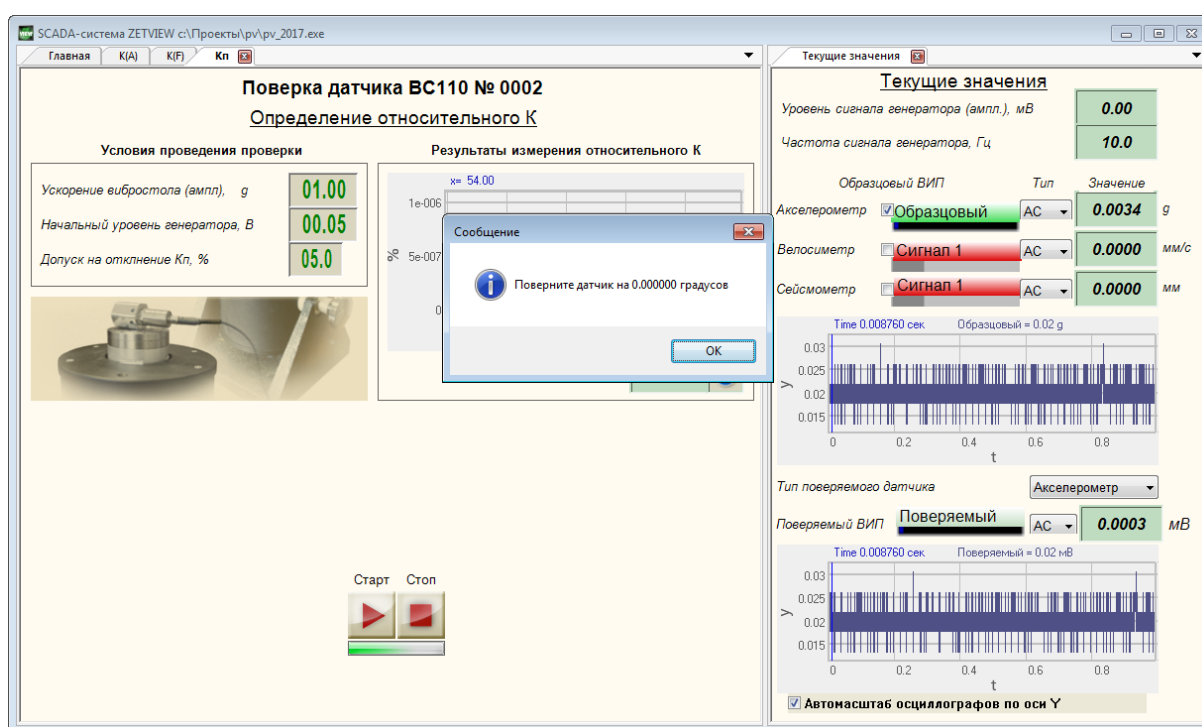 SCADA-система ZETVIEW c:\Проекты\pv\pv_2017.exe
Главная K(A) K(F) Кп
Поверка датчика ВС110 № 0002
Определение относительного К
Условия проведения проверки
Ускорение вибростола (ампл), g 01.00
Начальный уровень генератора, В 00.05
Допуск на отклнение Кп, % 05.0
Результаты измерения относительного К
x= 54.00
1e-006
5e-007
0
%
Сообщение
Поверните датчик на 0.000000 градусов
OK
Старт Стоп
Текущие значения
Текущие значения
Уровень сигнала генератора (ампл.), мВ 0.00
Частота сигнала генератора, Гц 10.0
Образцовый ВИП Тип Значение
Акселерометр Образцовый AC 0.0034 g
Велосиметр Сигнал 1 AC 0.0000 мм/с
Сейсмометр Сигнал 1 AC 0.0000 мм
Time 0.008760 сек. Образцовый = 0.02 g
0.03
0.025
0.02
0.015
y
0 0.2 0.4 0.6 0.8
t
Тип поверяемого датчика Акселерометр
Поверяемый ВИП Поверяемый AC 0.0003 мВ
Time 0.008760 сек. Поверяемый = 0.02 мВ
0.03
0.025
0.02
0.015
y
0 0.2 0.4 0.6 0.8
t
Автомасштаб осциллографов по оси Y